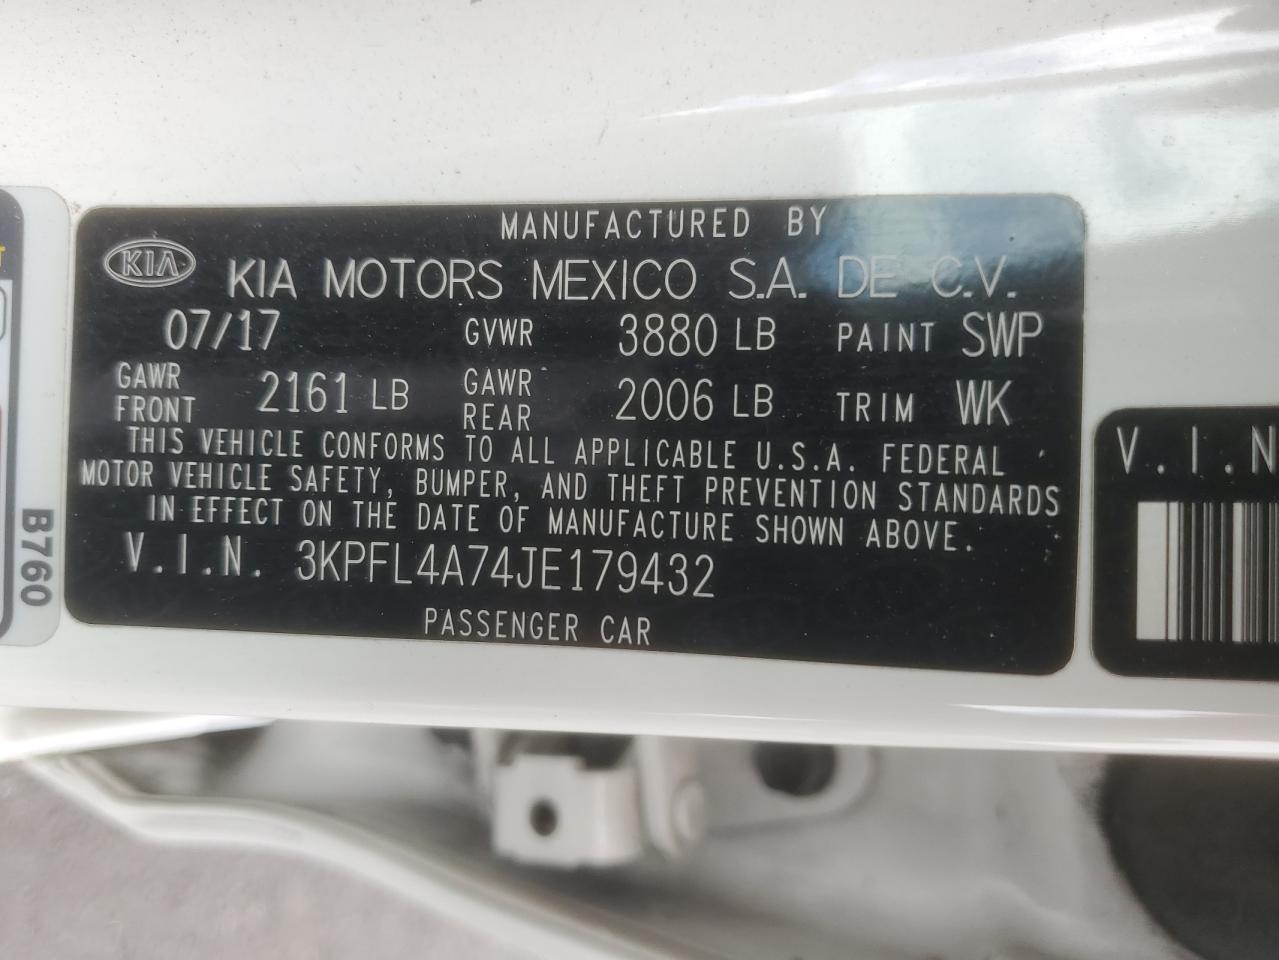 MANUFACTURED BY
KIA
KIA MOTORS MEXICO S.A. DE C.V.
07/17 GVWR 3880 LB PAINT SWP
GAWR FRONT 2161 LB GAWR REAR 2006 LB TRIM WK
THIS VEHICLE CONFORMS TO ALL APPLICABLE U.S.A. FEDERAL
MOTOR VEHICLE SAFETY, BUMPER, AND THEFT PREVENTION STANDARDS
IN EFFECT ON THE DATE OF MANUFACTURE SHOWN ABOVE.
V.I.N. 3KPFL4A74JE179432
PASSENGER CAR
B760
V.I.N